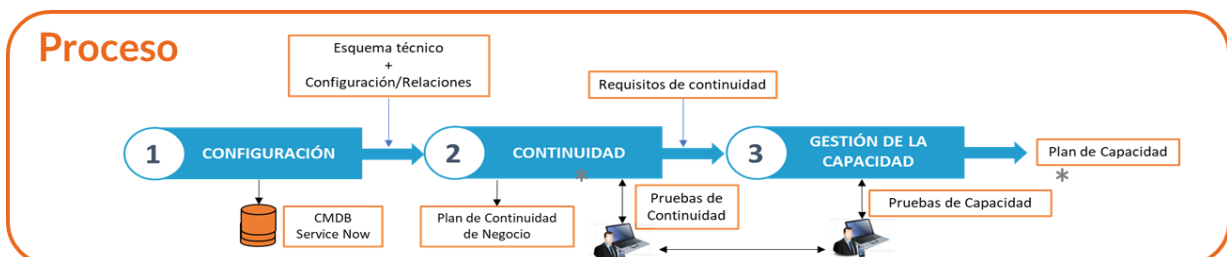 Proceso
Esquema técnico
+
Configuración/Relaciones
Requisitos de continuidad
1
CONFIGURACIÓN
2
CONTINUIDAD
*
3
GESTIÓN DE LA
CAPACIDAD
Plan de Capacidad
*
CMDB
Service Now
Plan de Continuidad
de Negocio
Pruebas de
Continuidad
Pruebas de Capacidad